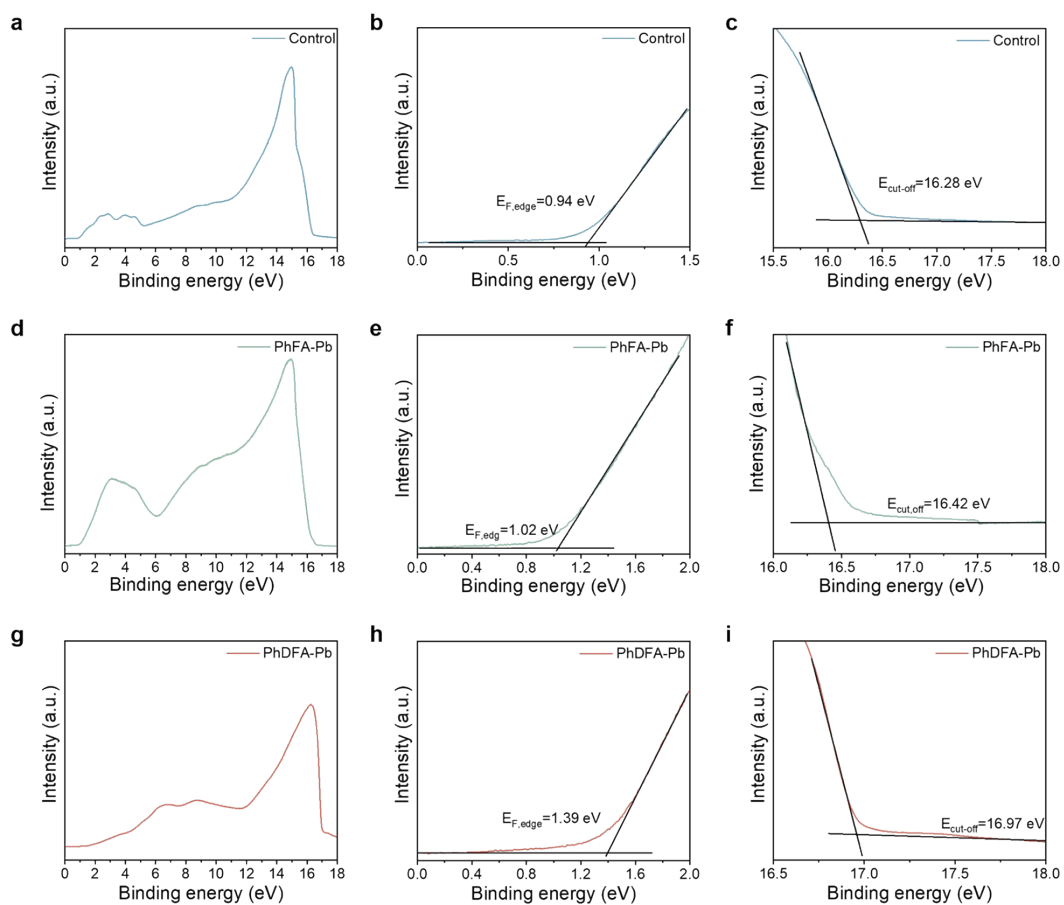 a
Control
Intensity (a.u.)
0 2 4 6 8 10 12 14 16 18
Binding energy (eV)
b
Control
Intensity (a.u.)
E_F,edge=0.94 eV
0.0 0.5 1.0 1.5
Binding energy (eV)
c
Control
Intensity (a.u.)
E_cut-off=16.28 eV
15.5 16.0 16.5 17.0 17.5 18.0
Binding energy (eV)
d
PhFA-Pb
Intensity (a.u.)
0 2 4 6 8 10 12 14 16 18
Binding energy (eV)
e
PhFA-Pb
Intensity (a.u.)
E_F,edg=1.02 eV
0.0 0.4 0.8 1.2 1.6 2.0
Binding energy (eV)
f
PhFA-Pb
Intensity (a.u.)
E_cut,off=16.42 eV
16.0 16.5 17.0 17.5 18.0
Binding energy (eV)
g
PhDFA-Pb
Intensity (a.u.)
0 2 4 6 8 10 12 14 16 18
Binding energy (eV)
h
PhDFA-Pb
Intensity (a.u.)
E_F,edge=1.39 eV
0.0 0.4 0.8 1.2 1.6 2.0
Binding energy (eV)
i
PhDFA-Pb
Intensity (a.u.)
E_cut-off=16.97 eV
16.5 17.0 17.5 18.0
Binding energy (eV)